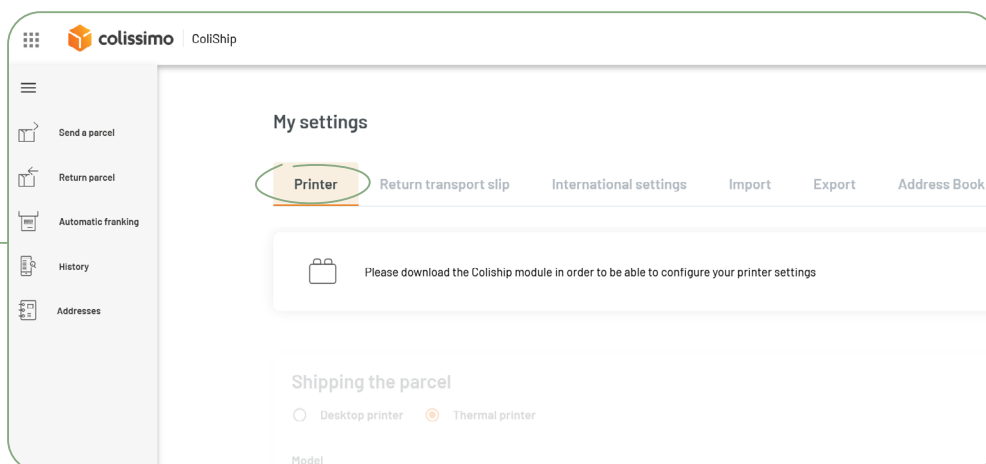 colissimo ColiShip
Send a parcel
Return parcel
Automatic franking
History
Addresses
My settings
Printer Return transport slip International settings Import Export Address Book
Please download the Coliship module in order to be able to configure your printer settings
Shipping the parcel
Desktop printer Thermal printer
Model